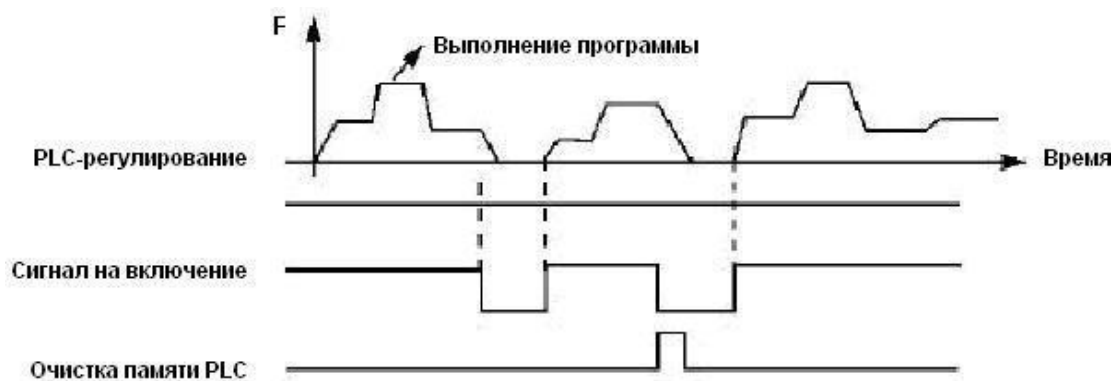 F
Выполнение программы
PLC-регулирование
Время
Сигнал на включение
Очистка памяти PLC